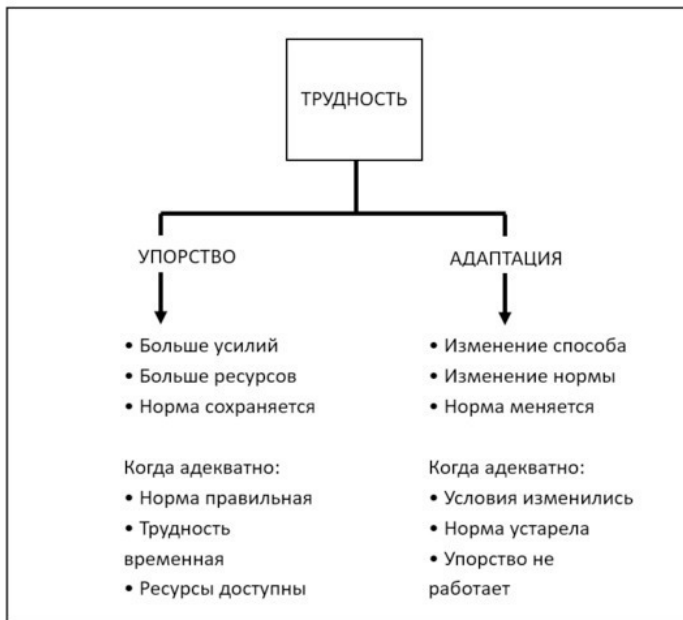 ТРУДНОСТЬ
УПОРСТВО
• Больше усилий
• Больше ресурсов
• Норма сохраняется
Когда адекватно:
• Норма правильная
• Трудность
временная
• Ресурсы доступны
АДАПТАЦИЯ
• Изменение способа
• Изменение нормы
• Норма меняется
Когда адекватно:
• Условия изменились
• Норма устарела
• Упорство не
работает